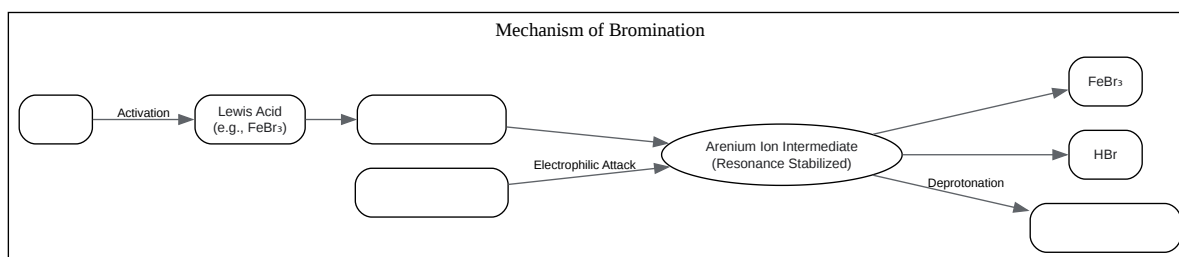 Mechanism of Bromination
Activation
Lewis Acid
(e.g., FeBr₃)
Electrophilic Attack
Arenium Ion Intermediate
(Resonance Stabilized)
FeBr₃
HBr
Deprotonation